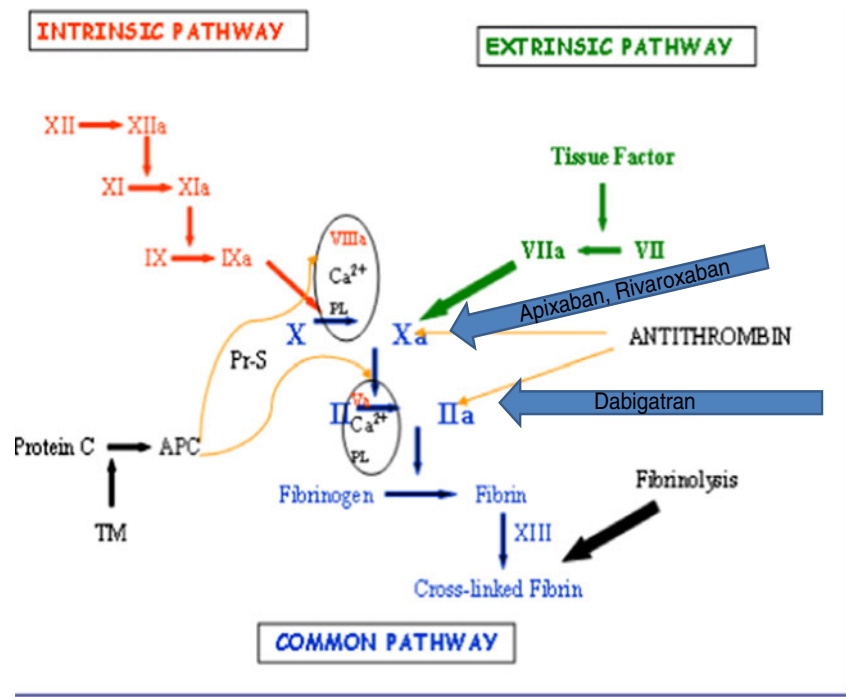 INTRINSIC PATHWAY
EXTRINSIC PATHWAY
XII XIIa
Tissue Factor
XI XIa
VIIIa
VIIa VII
IX IXa
Ca2+
Apixaban, Rivaroxaban
PL
X Xa
ANTITHROMBIN
Pr-S
Va
II IIa
Dabigatran
Ca2+
Protein C APC
PL
Fibrinolysis
Fibrinogen Fibrin
TM
XIII
Cross-linked Fibrin
COMMON PATHWAY